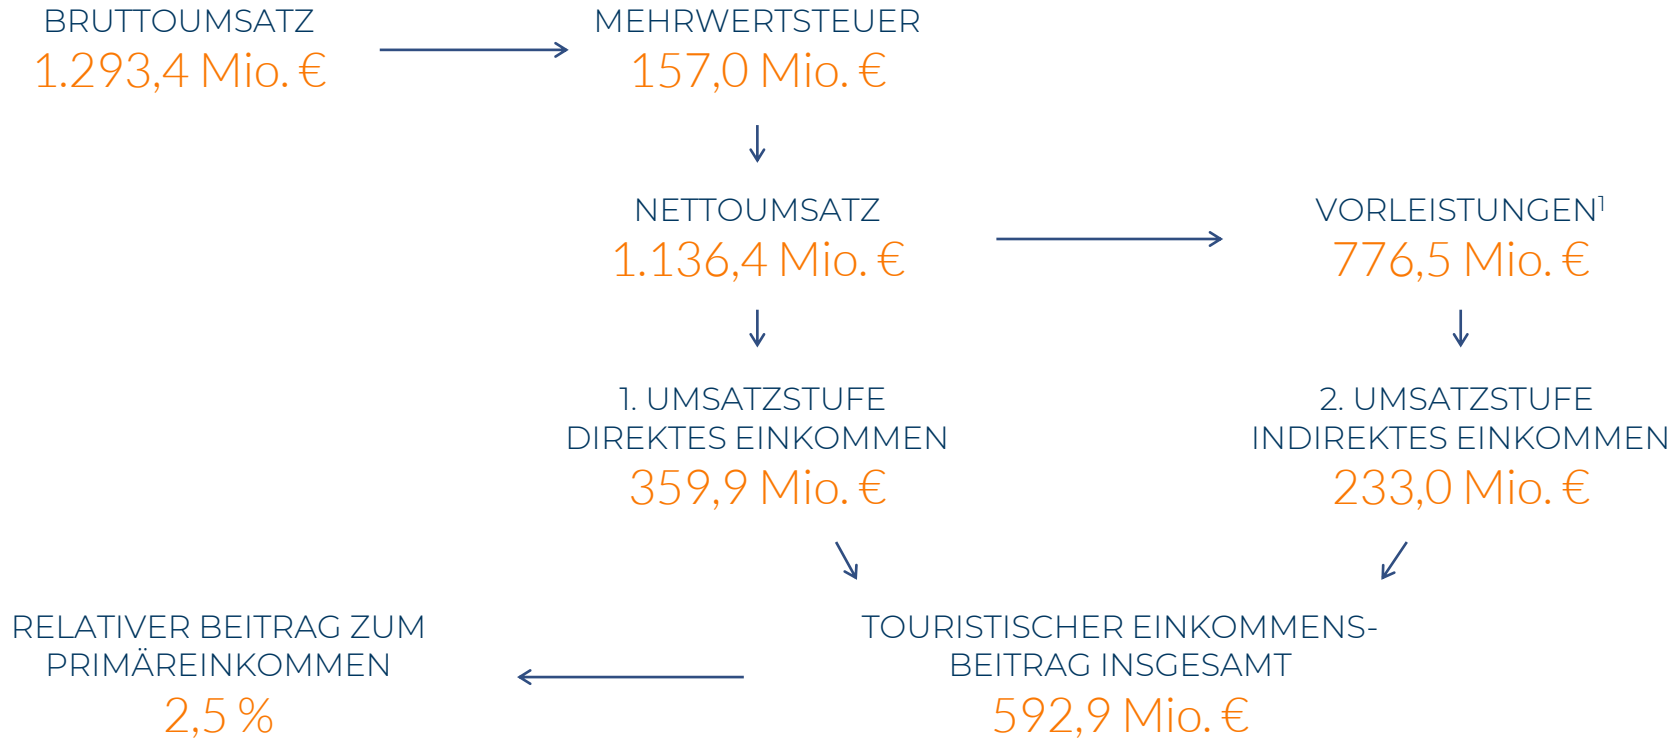 BRUTTOUMSATZ
1.293,4 Mio. €
MEHRWERTSTEUER
157,0 Mio. €
NETTOUMSATZ
1.136,4 Mio. €
VORLEISTUNGEN¹
776,5 Mio. €
1. UMSATZSTUFE
DIREKTES EINKOMMEN
359,9 Mio. €
2. UMSATZSTUFE
INDIREKTES EINKOMMEN
233,0 Mio. €
RELATIVER BEITRAG ZUM
PRIMÄREINKOMMEN
2,5 %
TOURISTISCHER EINKOMMENS-
BEITRAG INSGESAMT
592,9 Mio. €